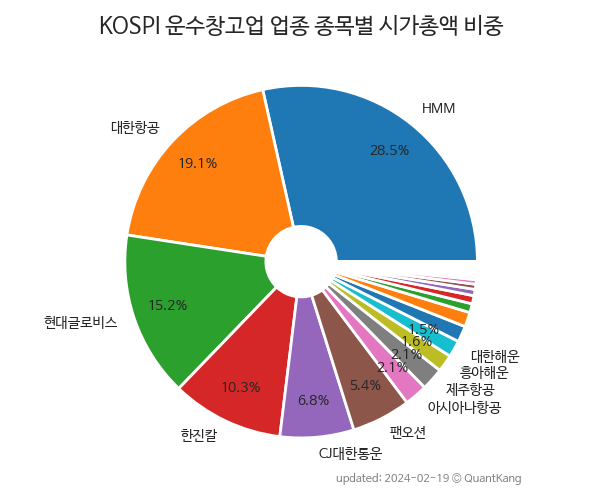 KOSPI 운수창고업 업종 종목별 시가총액 비중
HMM
28.5%
대한항공
19.1%
현대글로비스
15.2%
한진칼
10.3%
CJ대한통운
6.8%
팬오션
5.4%
아시아나항공
2.1%
제주항공
2.1%
흥아해운
1.6%
대한해운
1.5%
updated: 2024-02-19 © QuantKang